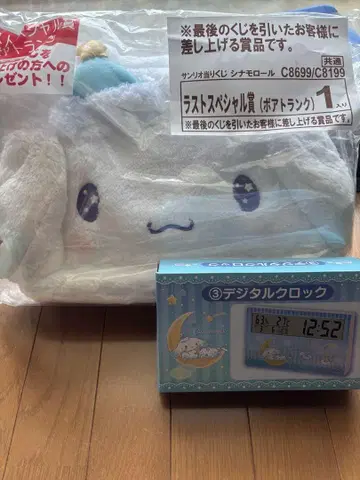 プレゼント!!
※最後のくじを引いたお客様に
差し上げる賞品です。
共通
サンリオ当りくじ シナモロール C8699/C8199
ラストスペシャル賞(ボアトランク) 1入り
※最後のくじを引いたお客様に差し上げる賞品です。
③デジタルクロック
12:52